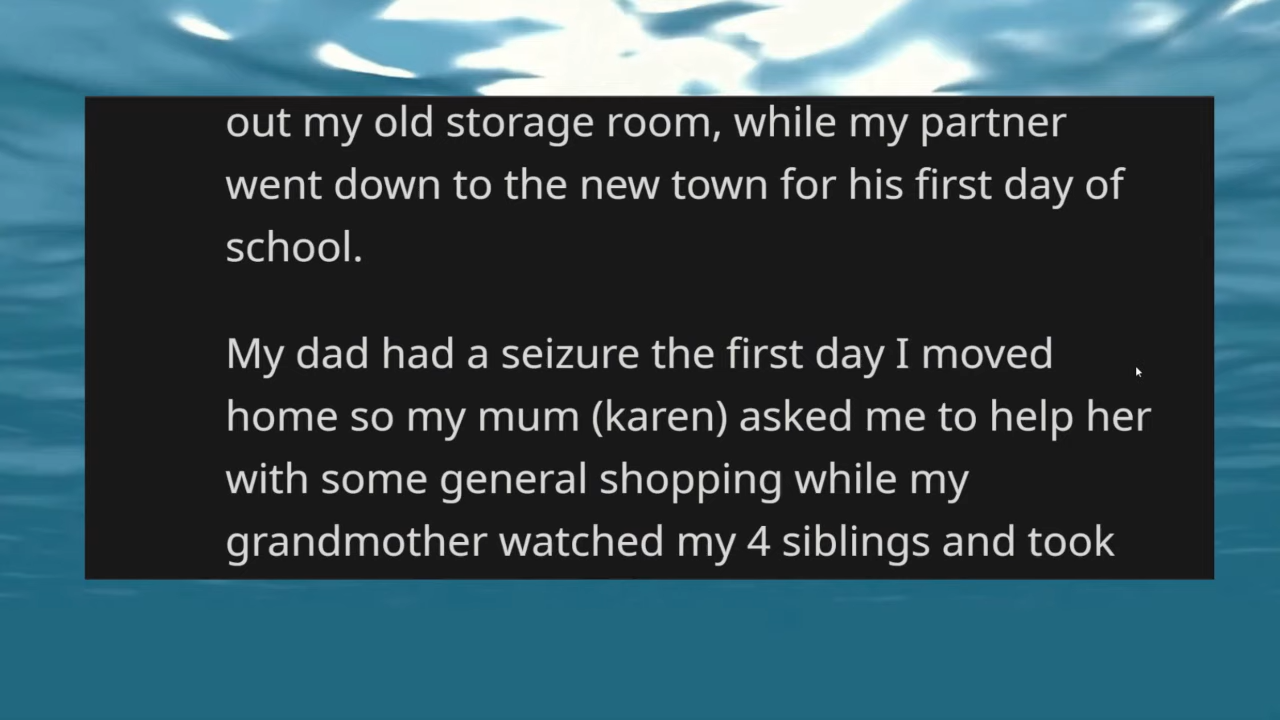 out my old storage room, while my partner
went down to the new town for his first day of
school.
My dad had a seizure the first day I moved
home so my mum (karen) asked me to help her
with some general shopping while my
grandmother watched my 4 siblings and took